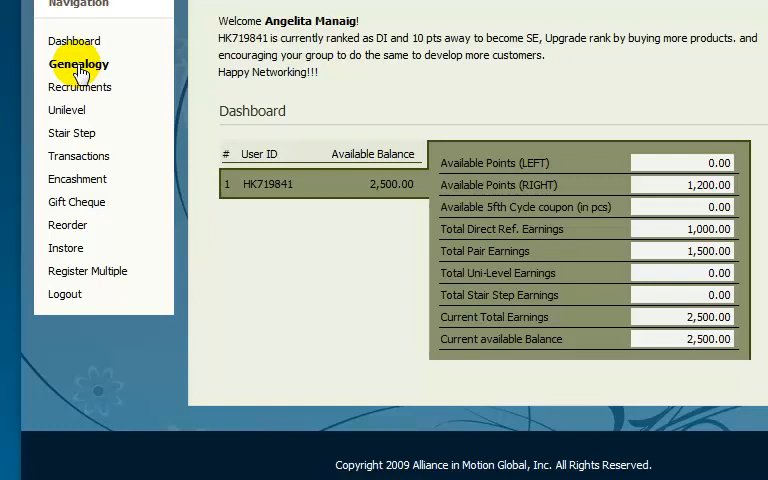 Navigation
Dashboard
Genealogy
Recruitments
Unilevel
Stair Step
Transactions
Encashment
Gift Cheque
Reorder
Instore
Register Multiple
Logout
Welcome Angelita Manaig!
HK719841 is currently ranked as DI and 10 pts away to become SE, Upgrade rank by buying more products. and
encouraging your group to do the same to develop more customers.
Happy Networking!!!
Dashboard
# User ID Available Balance
1 HK719841 2,500.00
Available Points (LEFT) 0.00
Available Points (RIGHT) 1,200.00
Available 5fth Cycle coupon (in pcs) 0.00
Total Direct Ref. Earnings 1,000.00
Total Pair Earnings 1,500.00
Total Uni-Level Earnings 0.00
Total Stair Step Earnings 0.00
Current Total Earnings 2,500.00
Current available Balance 2,500.00
Copyright 2009 Alliance in Motion Global, Inc. All Rights Reserved.